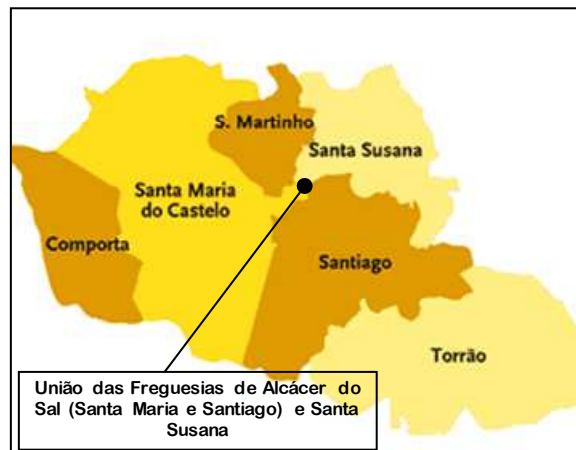 S. Martinho
Santa Susana
Santa Maria
do Castelo
Comporta
Santiago
Torrão
União das Freguesias de Alcácer do
Sal (Santa Maria e Santiago) e Santa
Susana